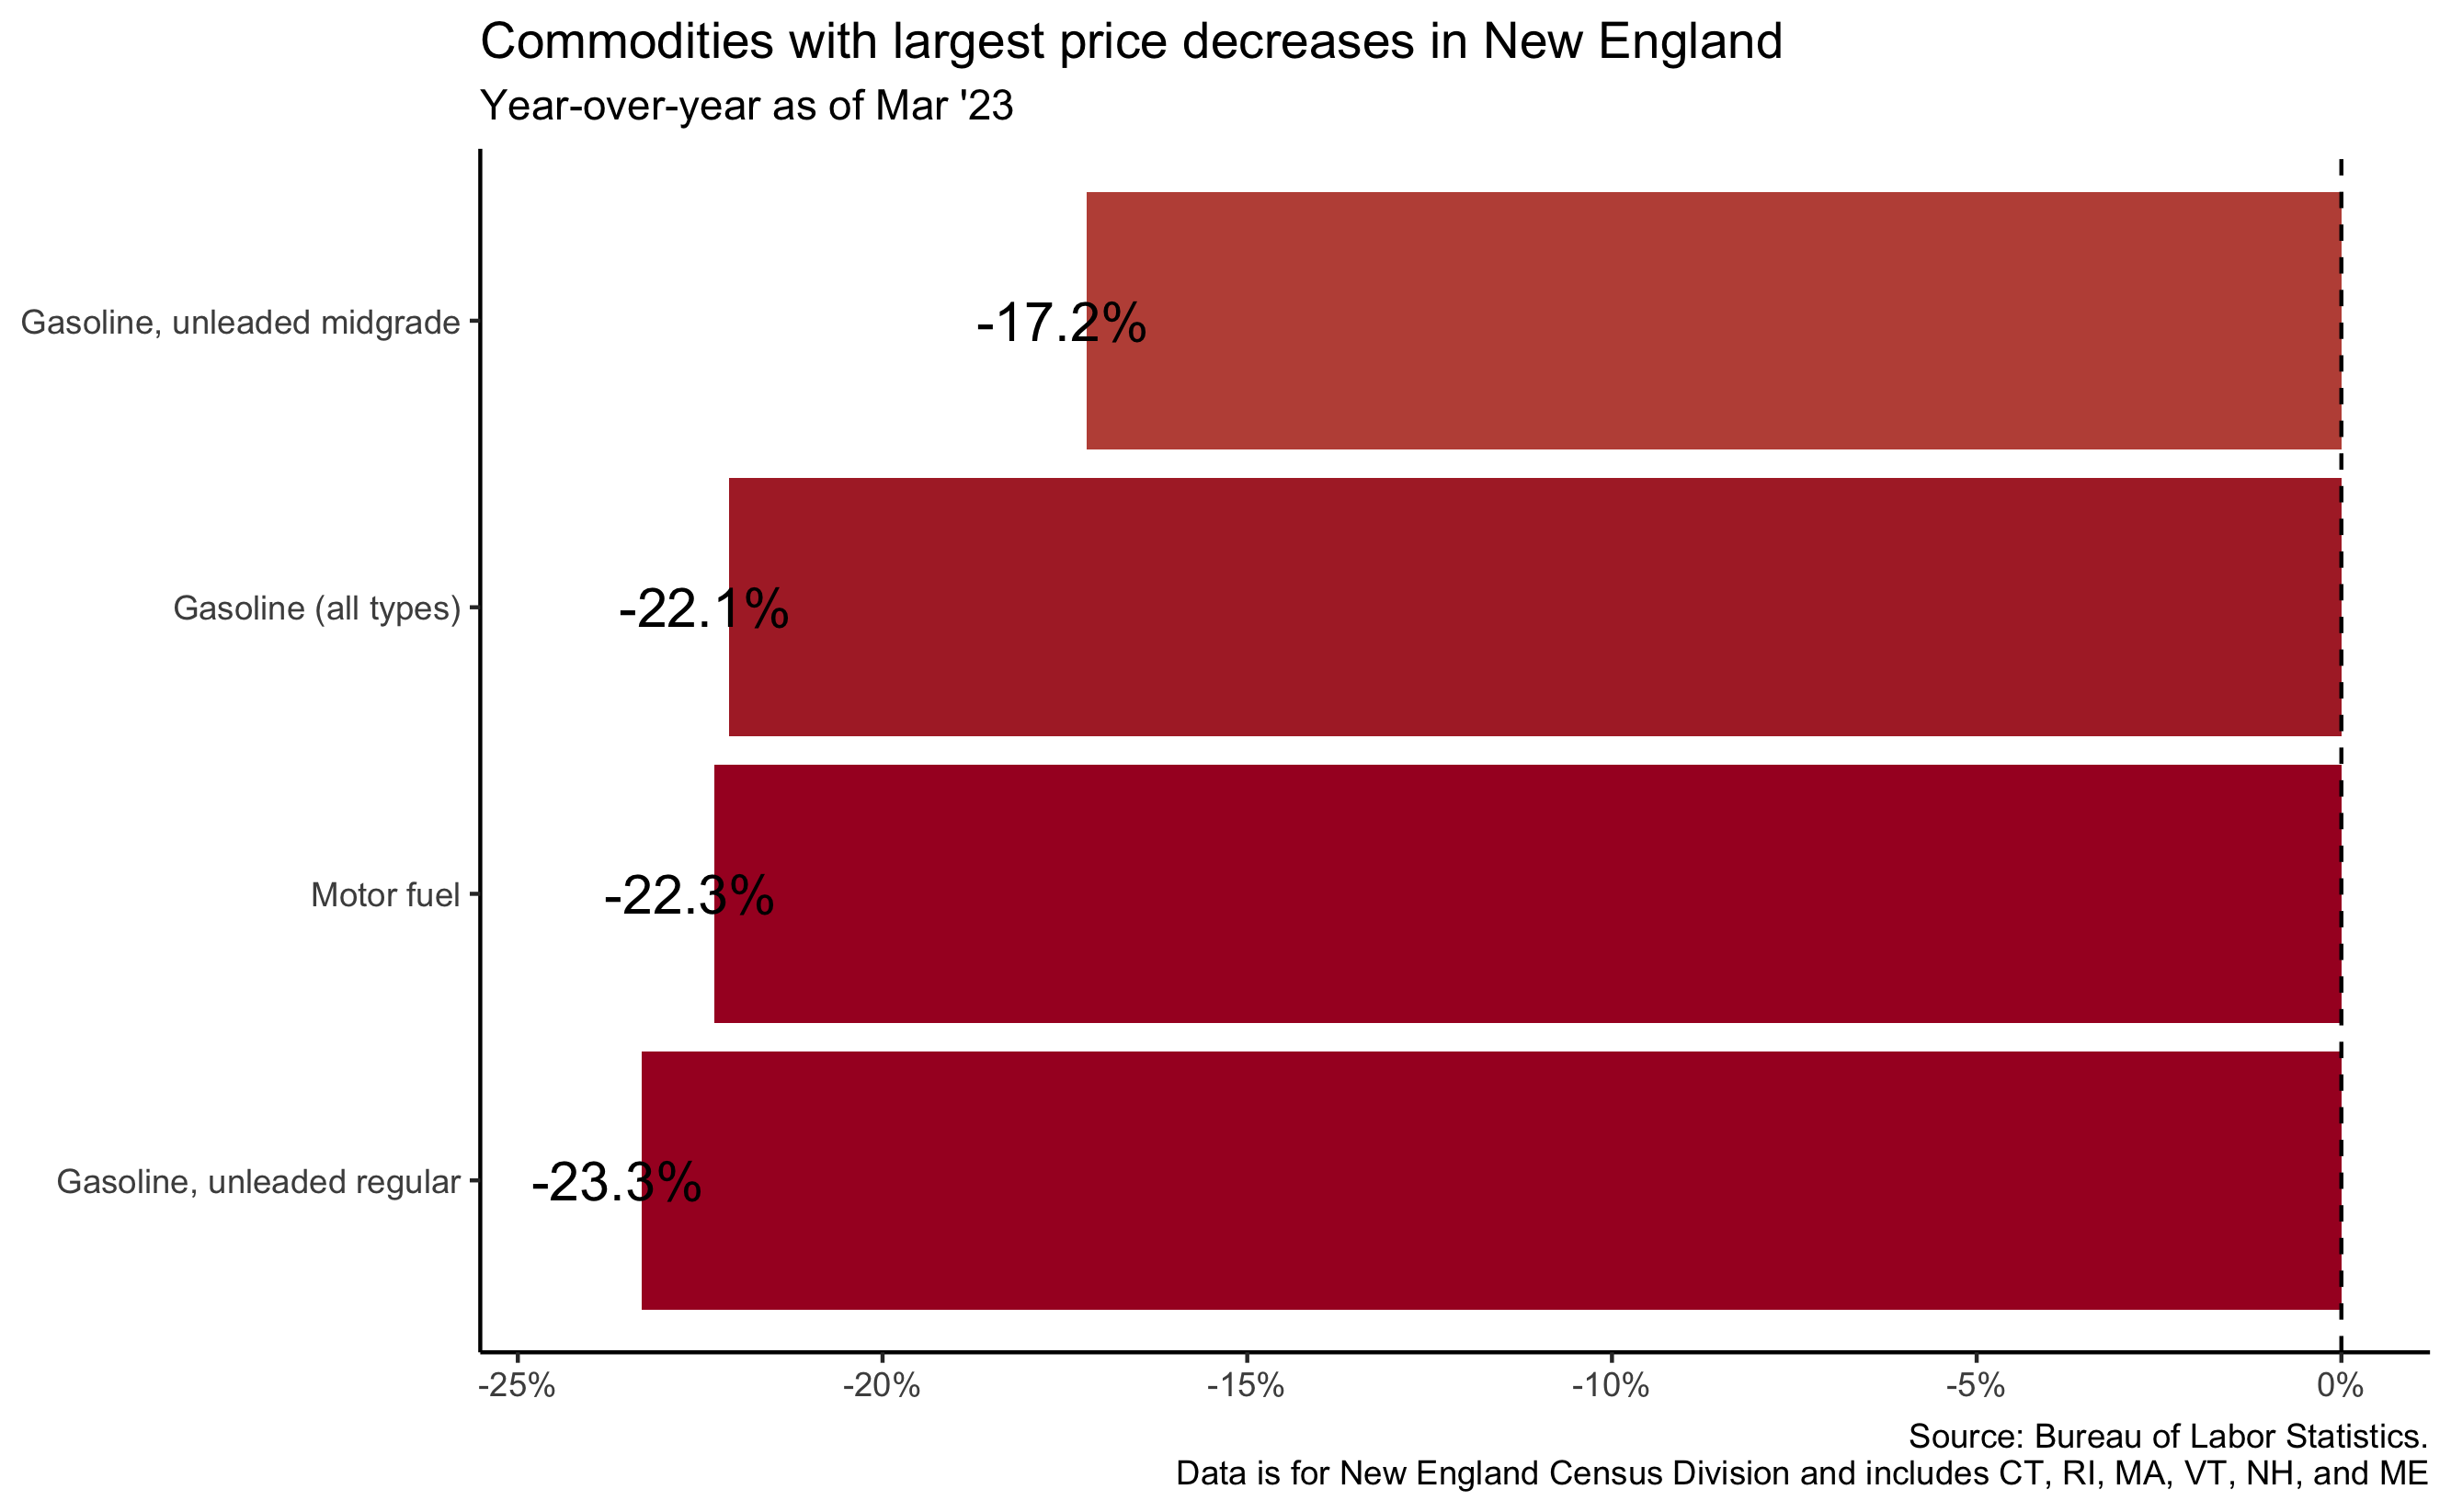 Commodities with largest price decreases in New England
Year-over-year as of Mar '23
Gasoline, unleaded midgrade
-17.2%
Gasoline (all types)
-22.1%
Motor fuel
-22.3%
Gasoline, unleaded regular
-23.3%
-25%
-20%
-15%
-10%
-5%
0%
Source: Bureau of Labor Statistics.
Data is for New England Census Division and includes CT, RI, MA, VT, NH, and ME